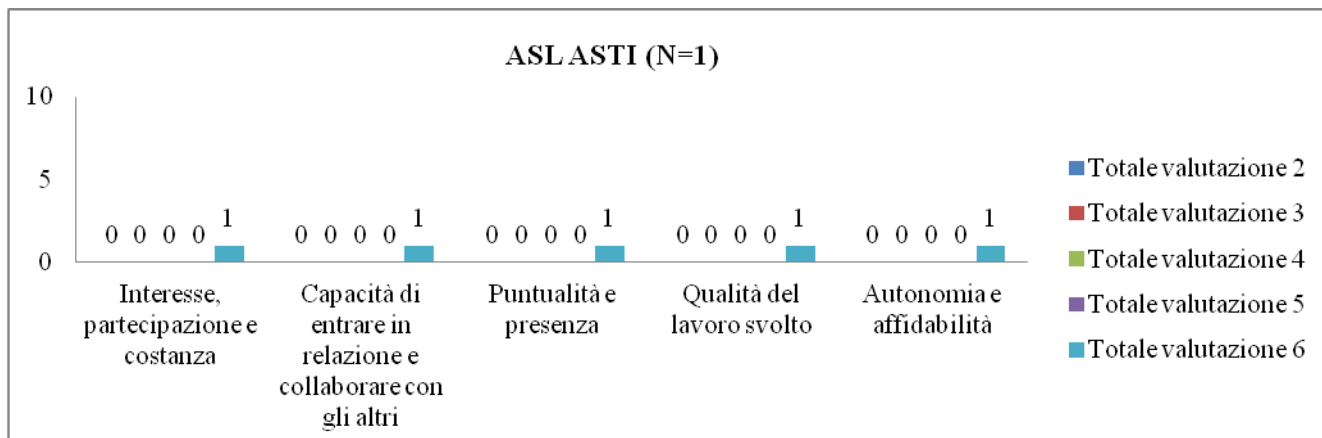 ASL ASTI (N=1)
10
5
0
0 0 0 0 1 0 0 0 0 1 0 0 0 0 1 0 0 0 0 1 0 0 0 0 1
Interesse,
partecipazione e
costanza
Capacità di
entrare in
relazione e
collaborare con
gli altri
Puntualità e
presenza
Qualità del
lavoro svolto
Autonomia e
affidabilità
Totale valutazione 2
Totale valutazione 3
Totale valutazione 4
Totale valutazione 5
Totale valutazione 6